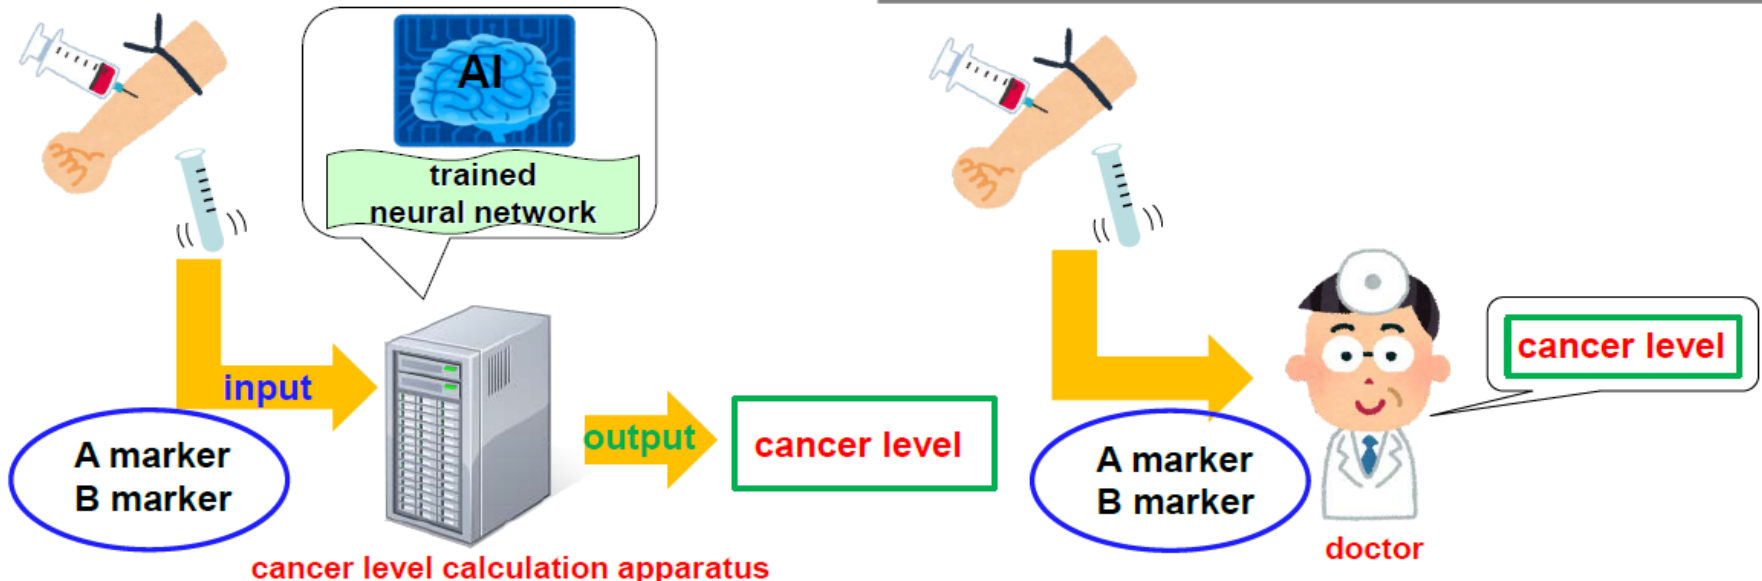 AI
trained
neural network
input
A marker
B marker
output
cancer level
cancer level calculation apparatus
A marker
B marker
cancer level
doctor